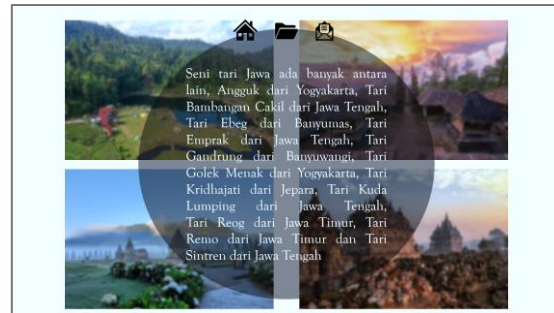 Seni tari Jawa ada banyak antara
lain, Angguk dari Yogyakarta, Tari
Bambangan Cakil dari Jawa Tengah,
Tari Ebeg dari Banyumas, Tari
Emprak dari Jawa Tengah, Tari
Gandrung dari Banyuwangi, Tari
Golek Menak dari Yogyakarta, Tari
Kridhajati dari Jepara, Tari Kuda
Lumping dari Jawa Tengah,
Tari Reog dari Jawa Timur, Tari
Remo dari Jawa Timur dan Tari
Sintren dari Jawa Tengah